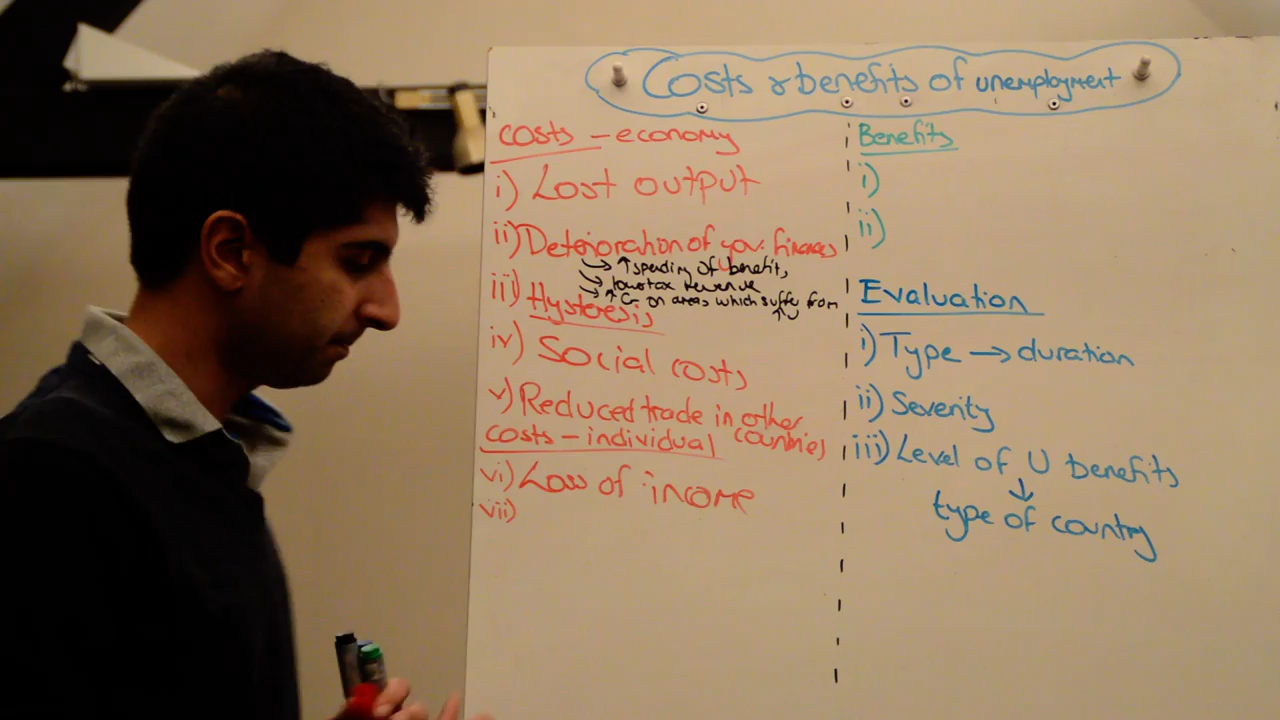 Costs & benefits of unemployment
Costs - economy
i) Lost output
ii) Deterioration of gov. finances
↳ ↑ spending of benefits
↳ low tax revenue
↳ ↑ G on areas which suffer from
↑U
iii) Hysteresis
iv) Social costs
v) Reduced trade in other
countries
Costs - individual
vi) Loss of income
vii)
Benefits
i)
ii)
Evaluation
i) Type → duration
ii) Severity
iii) Level of U benefits
↓
type of country